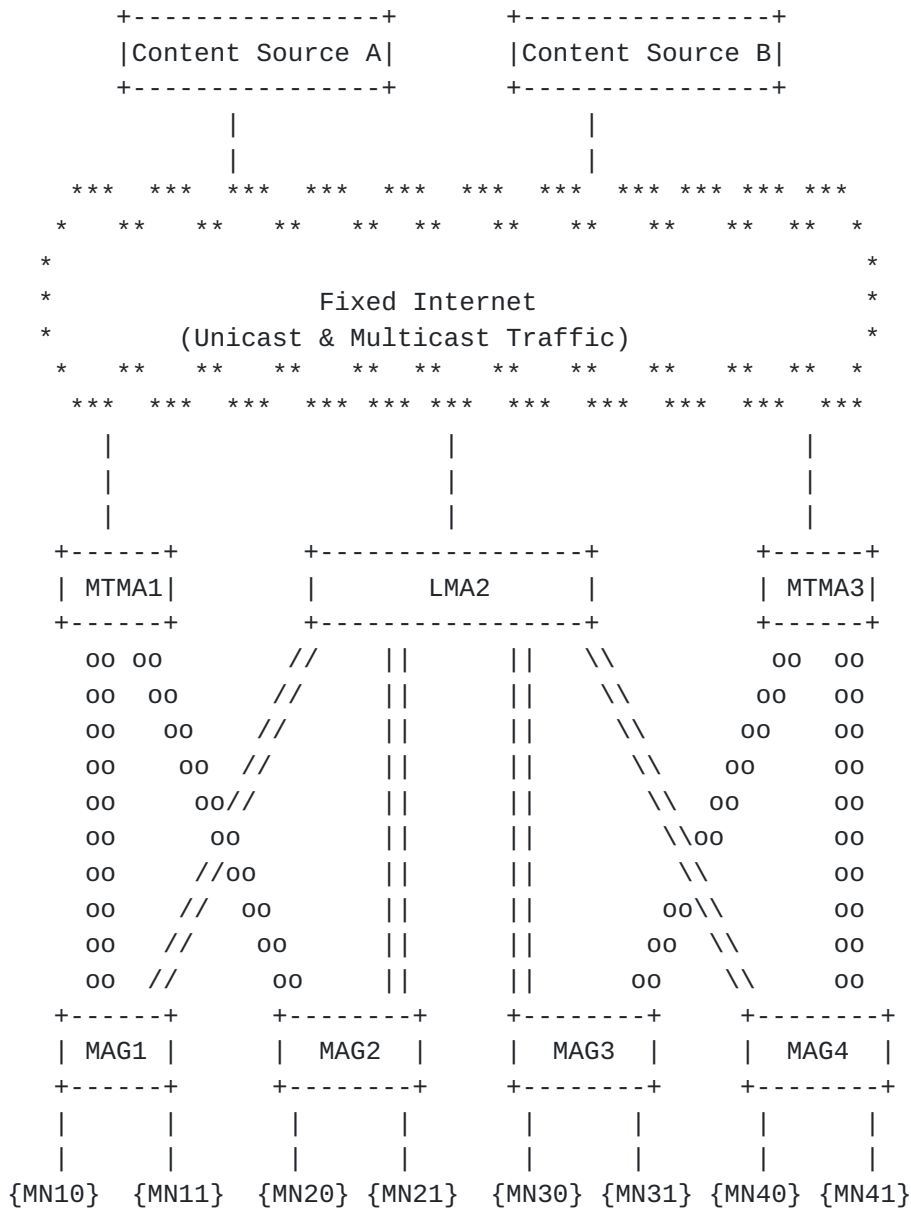 Content Source A Content Source B
Fixed Internet
(Unicast & Multicast Traffic)
MTMA1 LMA2 MTMA3
MAG1 MAG2 MAG3 MAG4
{MN10} {MN11} {MN20} {MN21} {MN30} {MN31} {MN40} {MN41}